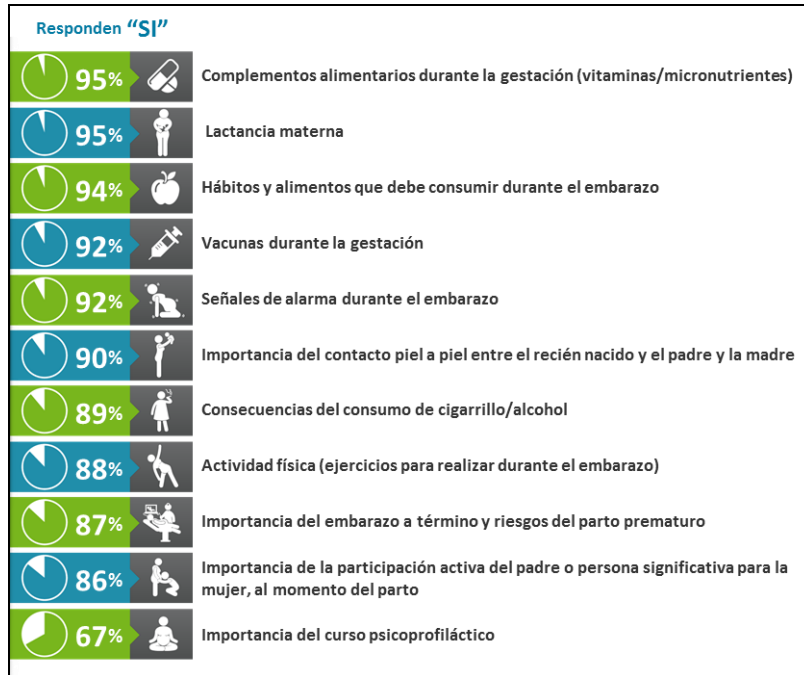 Responden “SI”
95% Complementos alimentarios durante la gestación (vitaminas/micronutrientes)
95% Lactancia materna
94% Hábitos y alimentos que debe consumir durante el embarazo
92% Vacunas durante la gestación
92% Señales de alarma durante el embarazo
90% Importancia del contacto piel a piel entre el recién nacido y el padre y la madre
89% Consecuencias del consumo de cigarrillo/alcohol
88% Actividad física (ejercicios para realizar durante el embarazo)
87% Importancia del embarazo a término y riesgos del parto prematuro
86% Importancia de la participación activa del padre o persona significativa para la
mujer, al momento del parto
67% Importancia del curso psicoprofiláctico